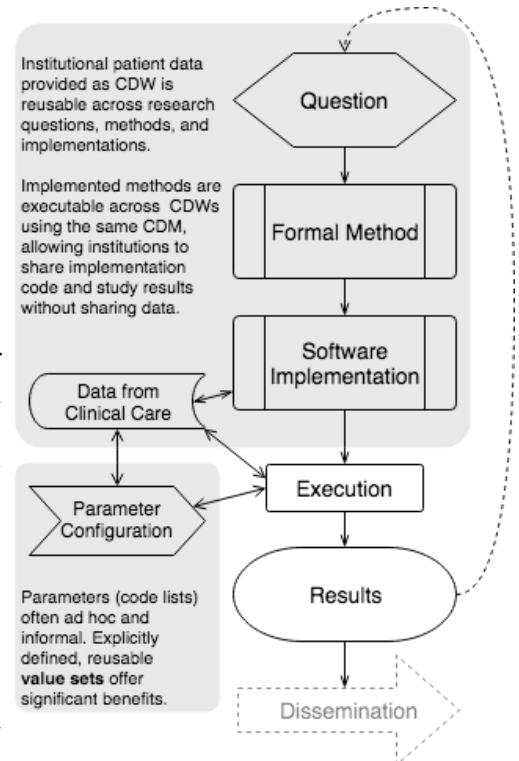 Institutional patient data
provided as CDW is
reusable across research
questions, methods, and
implementations.
Implemented methods are
executable across CDWs
using the same CDM,
allowing institutions to
share implementation
code and study results
without sharing data.
Question
Formal Method
Software
Implementation
Data from
Clinical Care
Execution
Parameter
Configuration
Results
Parameters (code lists)
often ad hoc and
informal. Explicitly
defined, reusable
value sets offer
significant benefits.
Dissemination